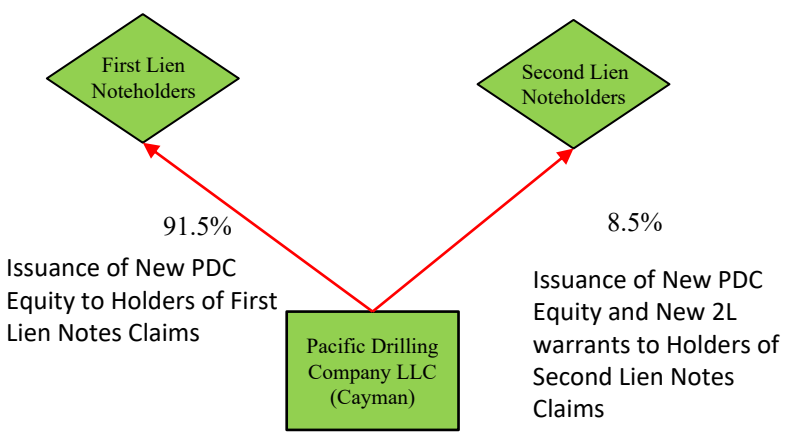 First Lien
Noteholders
Second Lien
Noteholders
91.5%
8.5%
Issuance of New PDC
Equity to Holders of First
Lien Notes Claims
Issuance of New PDC
Equity and New 2L
warrants to Holders of
Second Lien Notes
Claims
Pacific Drilling
Company LLC
(Cayman)